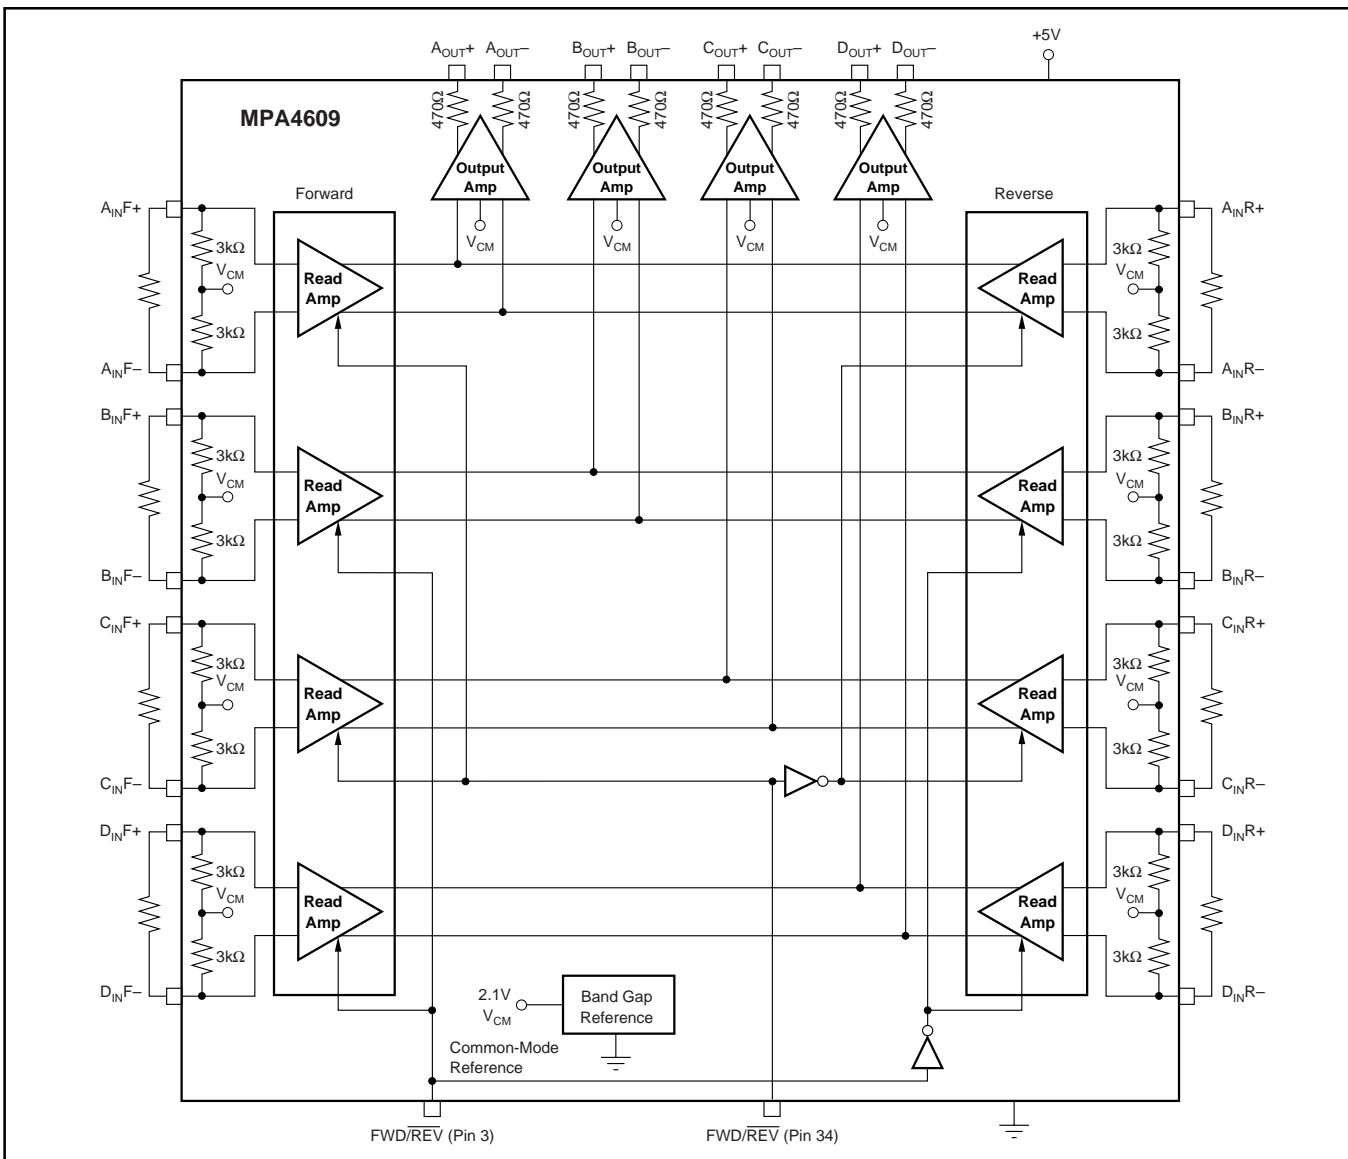 A_OUT+ A_OUT– B_OUT+ B_OUT– C_OUT+ C_OUT– D_OUT+ D_OUT– +5V
470Ω 470Ω 470Ω 470Ω 470Ω 470Ω 470Ω 470Ω
MPA4609
Output Amp
Output Amp
Output Amp
Output Amp
V_CM V_CM V_CM V_CM
Forward
Reverse
A_INF+
3kΩ
V_CM
3kΩ
A_INF–
Read Amp
Read Amp
A_INR+
3kΩ
V_CM
3kΩ
A_INR–
B_INF+
3kΩ
V_CM
3kΩ
B_INF–
Read Amp
Read Amp
B_INR+
3kΩ
V_CM
3kΩ
B_INR–
C_INF+
3kΩ
V_CM
3kΩ
C_INF–
Read Amp
Read Amp
C_INR+
3kΩ
V_CM
3kΩ
C_INR–
D_INF+
3kΩ
V_CM
3kΩ
D_INF–
Read Amp
Read Amp
D_INR+
3kΩ
V_CM
3kΩ
D_INR–
2.1V
V_CM
Band Gap
Reference
Common-Mode
Reference
FWD/R̅E̅V̅ (Pin 3)
FWD/R̅E̅V̅ (Pin 34)